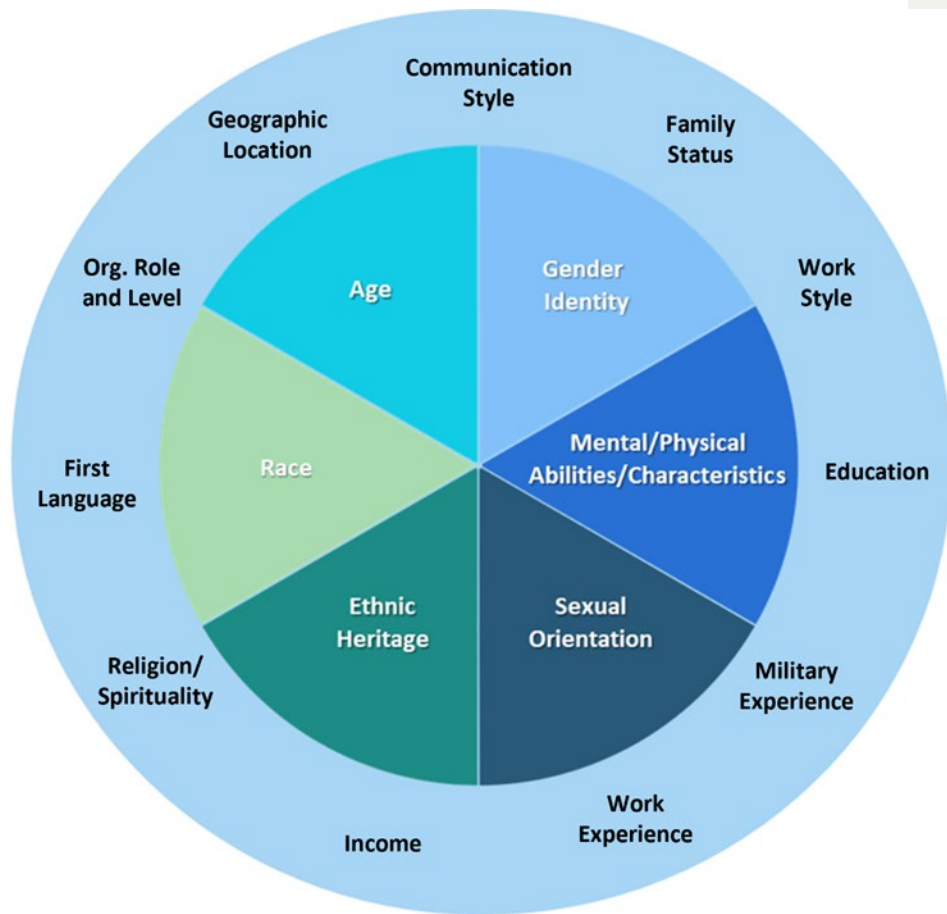 Communication
Style
Family
Status
Work
Style
Education
Military
Experience
Work
Experience
Income
Religion/
Spirituality
First
Language
Org. Role
and Level
Geographic
Location
Gender
Identity
Mental/Physical
Abilities/Characteristics
Sexual
Orientation
Ethnic
Heritage
Race
Age